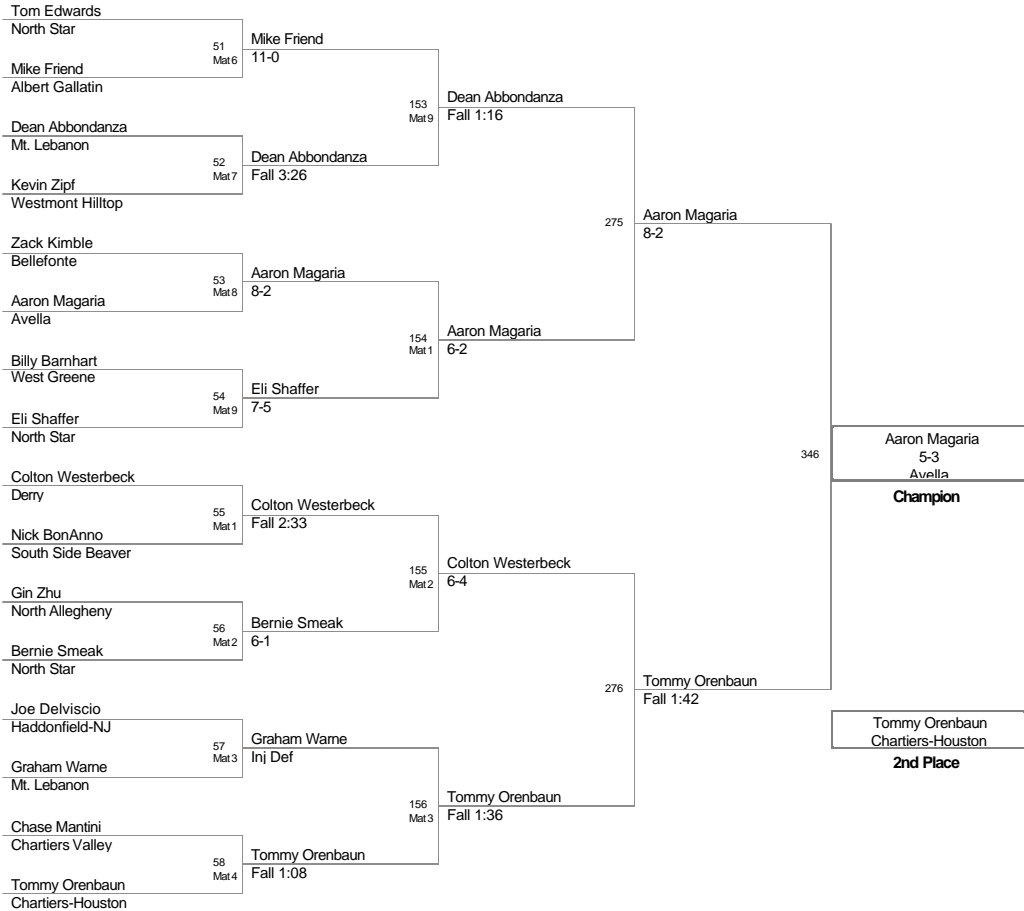 Tom Edwards
North Star
51
Mat 6
Mike Friend
11-0
Mike Friend
Albert Gallatin
153
Mat 9
Dean Abbondanza
Fall 1:16
Dean Abbondanza
Mt. Lebanon
52
Mat 7
Dean Abbondanza
Fall 3:26
Kevin Zipf
Westmont Hilltop
275
Aaron Magaria
8-2
Zack Kimble
Bellefonte
53
Mat 8
Aaron Magaria
8-2
Aaron Magaria
Avella
154
Mat 1
Aaron Magaria
6-2
Billy Barnhart
West Greene
54
Mat 9
Eli Shaffer
7-5
Eli Shaffer
North Star
346
Aaron Magaria
5-3
Avella
Champion
Colton Westerbeck
Derry
55
Mat 1
Colton Westerbeck
Fall 2:33
Nick BonAnno
South Side Beaver
155
Mat 2
Colton Westerbeck
6-4
Gin Zhu
North Allegheny
56
Mat 2
Bernie Smeak
6-1
Bernie Smeak
North Star
276
Tommy Orenbaun
Fall 1:42
Tommy Orenbaun
Chartiers-Houston
2nd Place
Joe Delviscio
Haddonfield-NJ
57
Mat 3
Graham Warne
Inj Def
Graham Warne
Mt. Lebanon
156
Mat 3
Tommy Orenbaun
Fall 1:36
Chase Mantini
Chartiers Valley
58
Mat 4
Tommy Orenbaun
Fall 1:08
Tommy Orenbaun
Chartiers-Houston